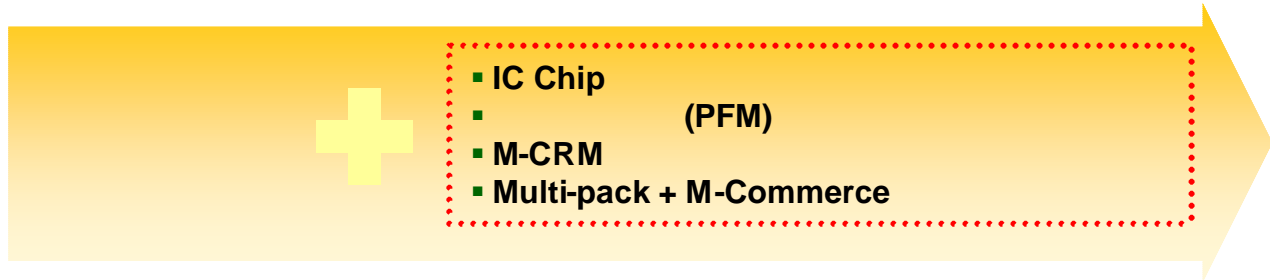 ▪ IC Chip
▪ (PFM)
▪ M-CRM
▪ Multi-pack + M-Commerce